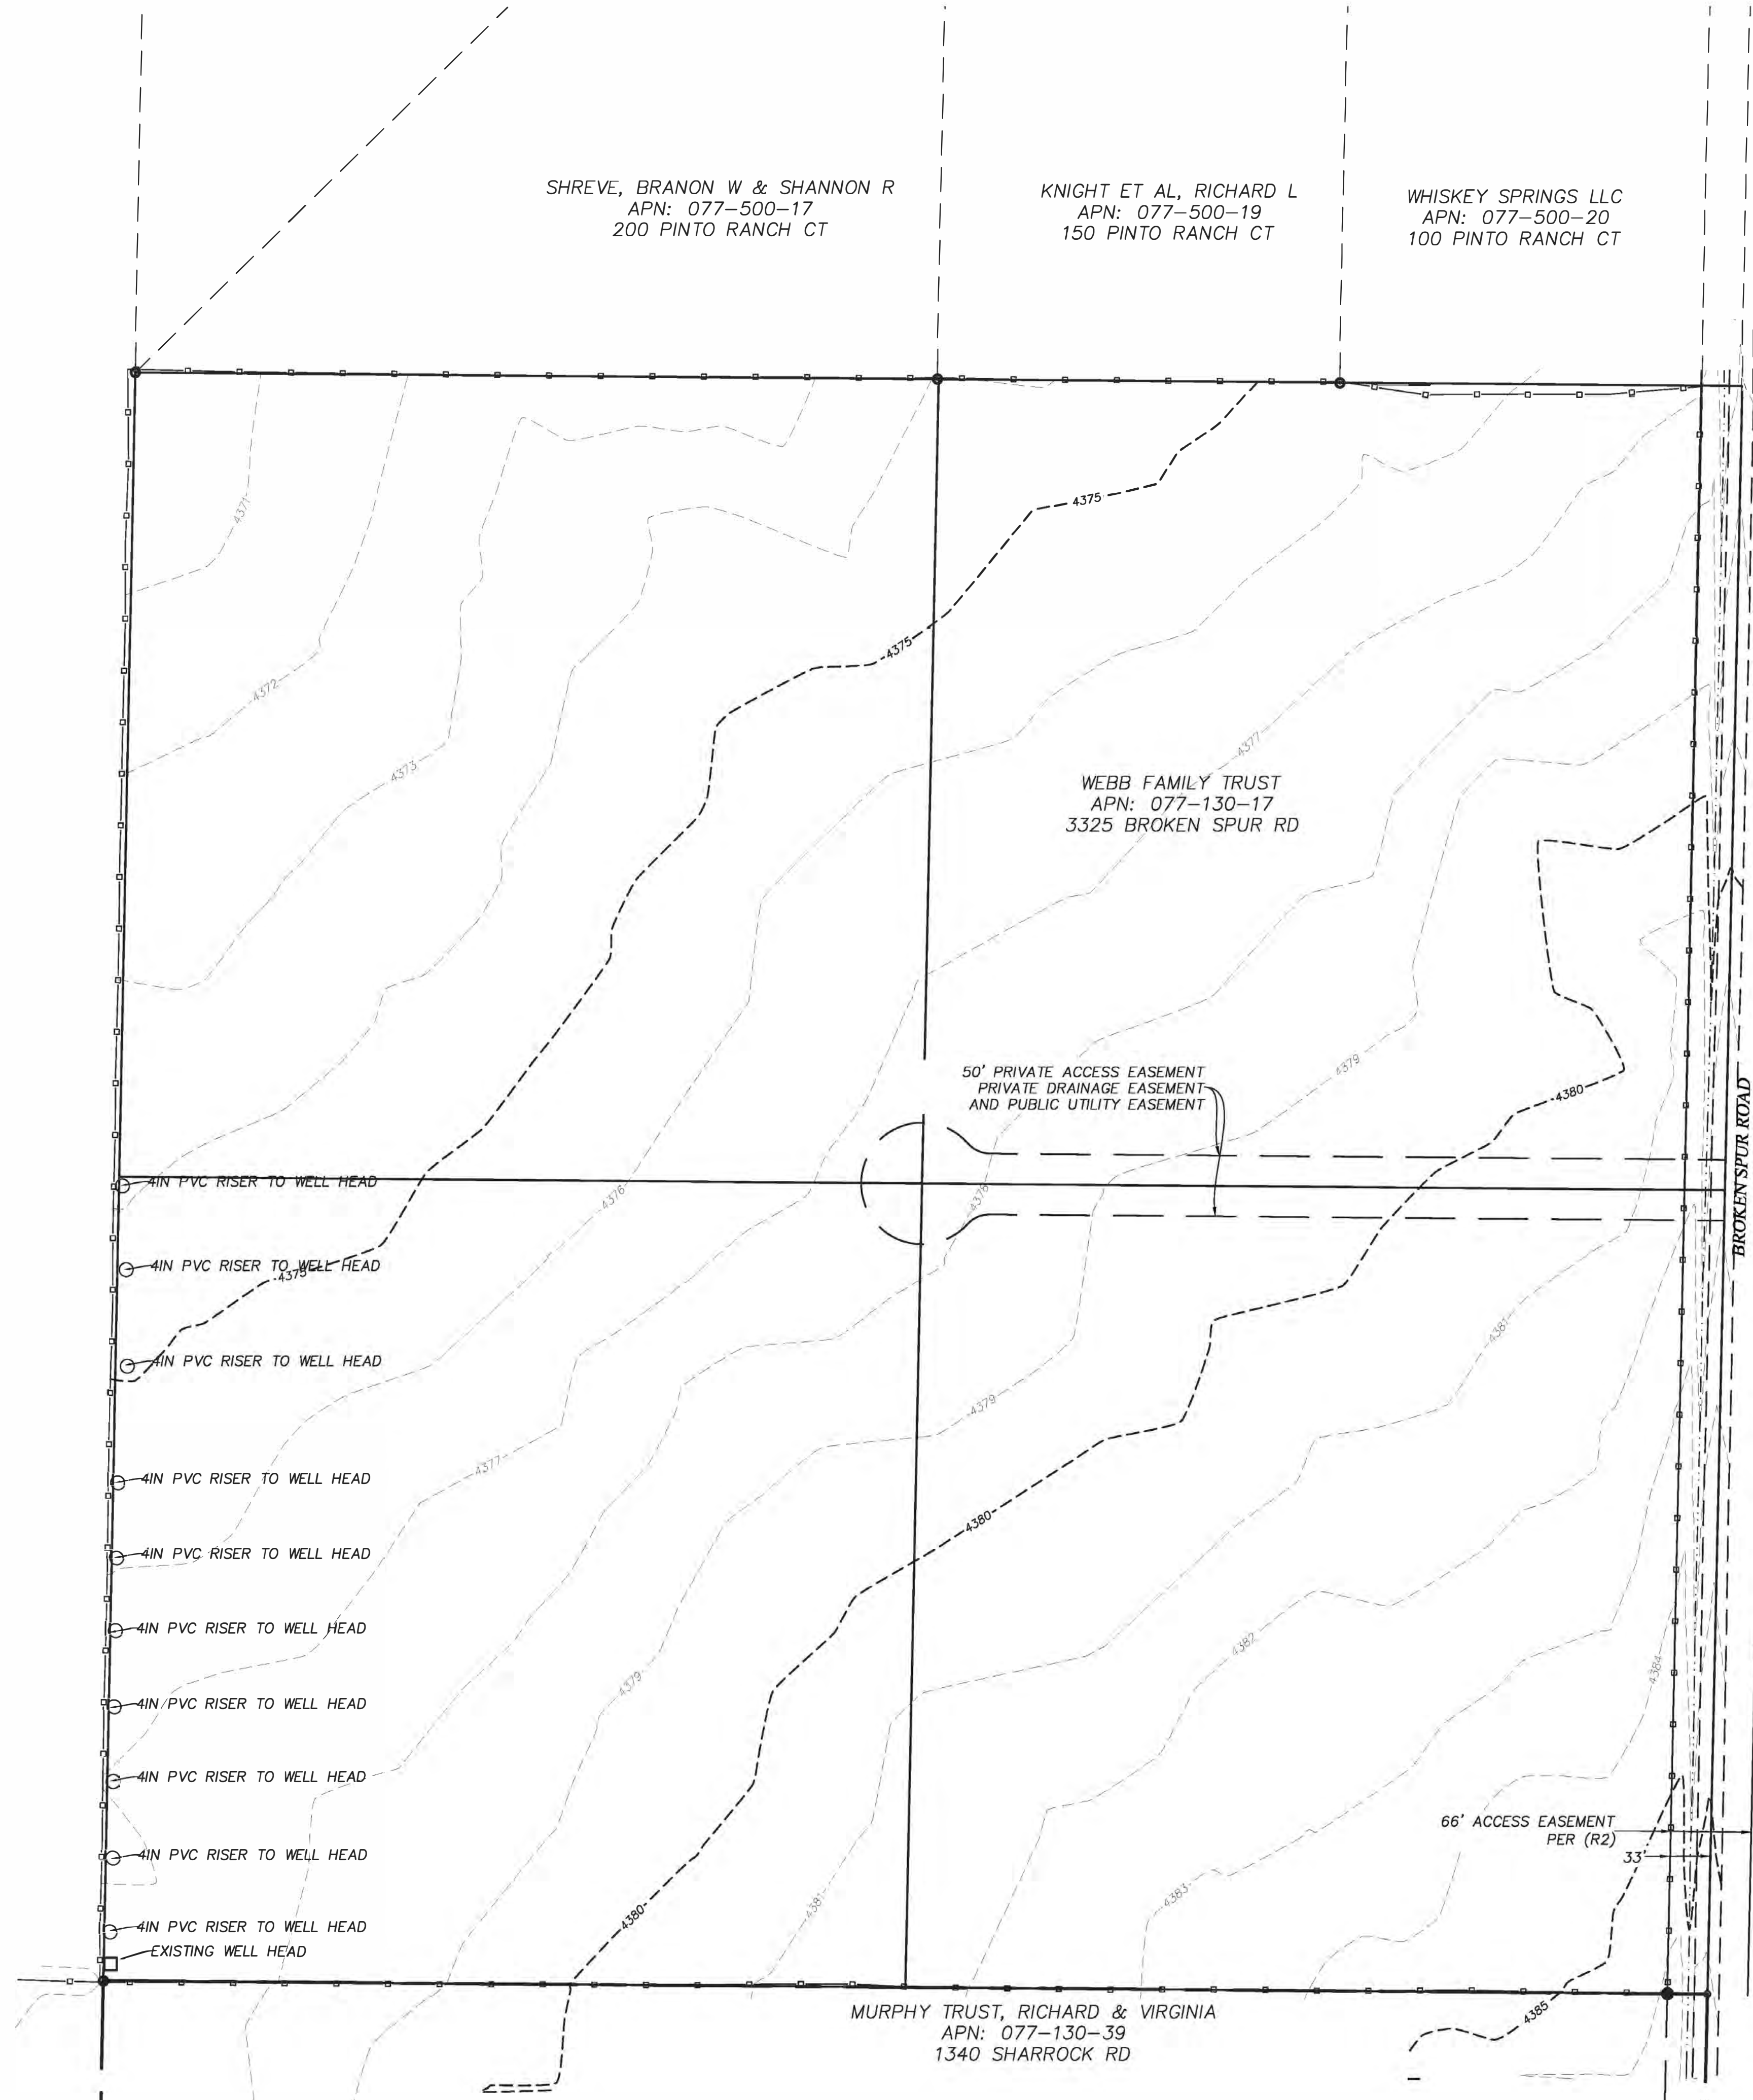 SHREVE, BRANON W & SHANNON R
APN: 077-500-17
200 PINTO RANCH CT
KNIGHT ET AL, RICHARD L
APN: 077-500-19
150 PINTO RANCH CT
WHISKEY SPRINGS LLC
APN: 077-500-20
100 PINTO RANCH CT
4371
4375
4375
4372
4373
4377
WEBB FAMILY TRUST
APN: 077-130-17
3325 BROKEN SPUR RD
50' PRIVATE ACCESS EASEMENT
PRIVATE DRAINAGE EASEMENT
AND PUBLIC UTILITY EASEMENT
4379
4380
BROKEN SPUR ROAD
4IN PVC RISER TO WELL HEAD
4376
4378
4IN PVC RISER TO WELL HEAD
4375
4381
4IN PVC RISER TO WELL HEAD
4379
4377
4IN PVC RISER TO WELL HEAD
4380
4IN PVC RISER TO WELL HEAD
4IN PVC RISER TO WELL HEAD
4382
4379
4384
4IN PVC RISER TO WELL HEAD
4IN PVC RISER TO WELL HEAD
66' ACCESS EASEMENT
PER (R2)
33'
4IN PVC RISER TO WELL HEAD
4383
4381
4380
4IN PVC RISER TO WELL HEAD
EXISTING WELL HEAD
4385
MURPHY TRUST, RICHARD & VIRGINIA
APN: 077-130-39
1340 SHARROCK RD